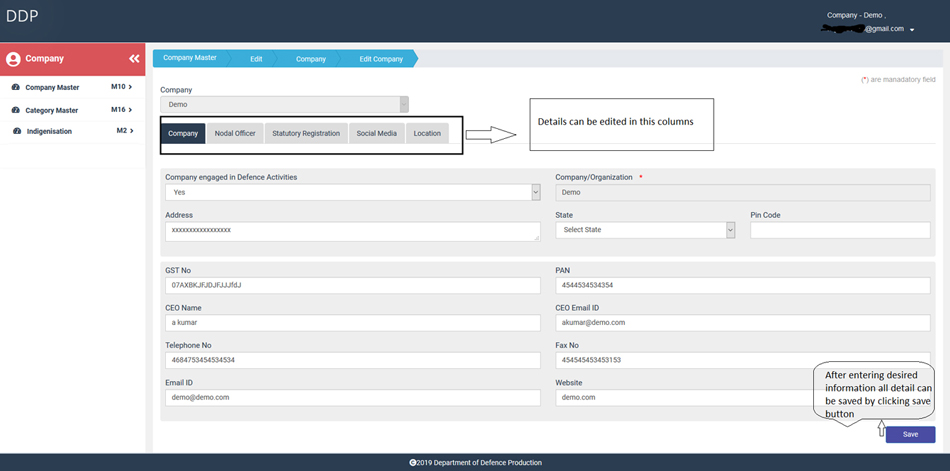 DDP
Company - Demo ,
@gmail.com
Company
Company Master M10
Category Master M16
Indigenisation M2
Company Master Edit Company Edit Company
(*) are manadatory field
Company
Demo
Company Nodal Officer Statutory Registration Social Media Location
Details can be edited in this columns
Company engaged in Defence Activities
Yes
Company/Organization *
Demo
Address
xxxxxxxxxxxxxxxxx
State
Select State
Pin Code
GST No
07AXBKJFJDJFJJJfdJ
PAN
4544534534354
CEO Name
a kumar
CEO Email ID
akumar@demo.com
Telephone No
4684753454534534
Fax No
454545453453153
Email ID
demo@demo.com
Website
demo.com
After entering desired
information all detail can
be saved by clicking save
button
Save
©2019 Department of Defence Production